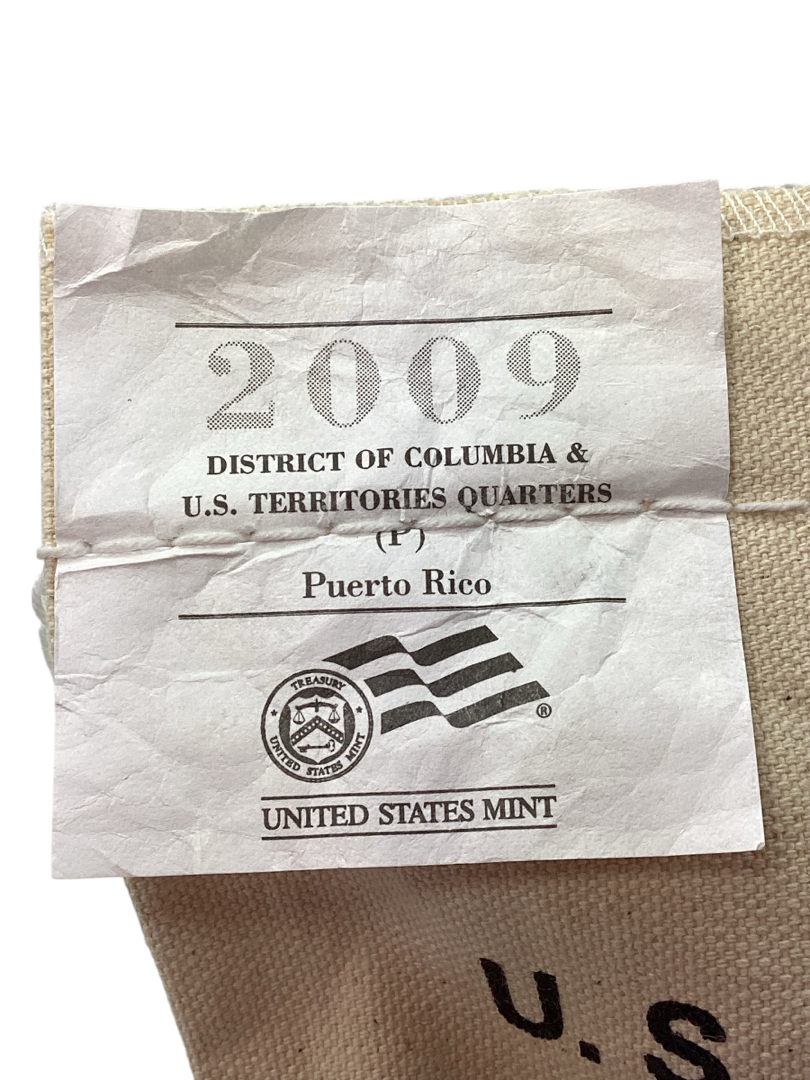 2009
DISTRICT OF COLUMBIA &
U.S. TERRITORIES QUARTERS
(P)
Puerto Rico
TREASURY
UNITED STATES MINT
®
UNITED STATES MINT
U. S